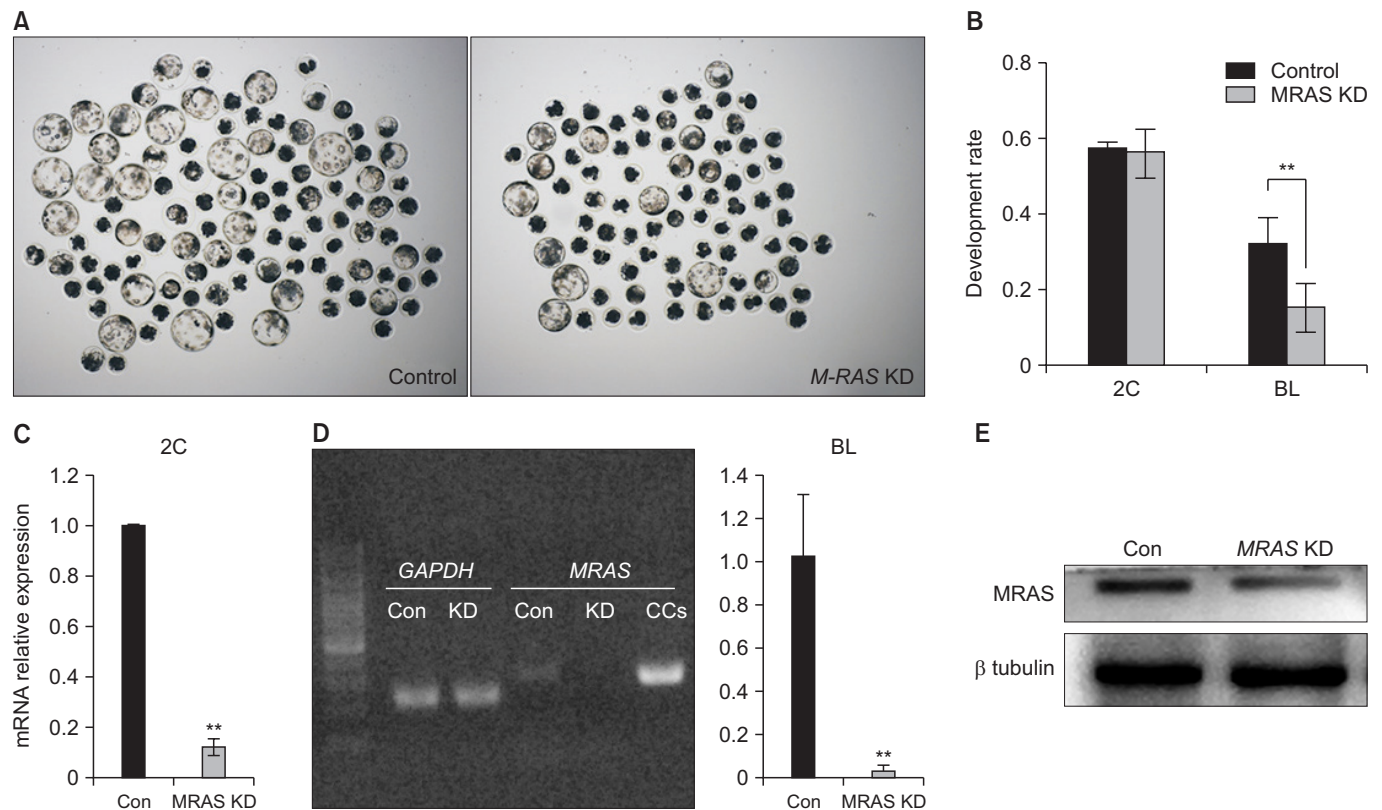 A
Control
M-RAS KD
B
Development rate
0.8
0.6
0.4
0.2
0
Control
MRAS KD
**
2C
BL
C
2C
mRNA relative expression
1.2
1.0
0.8
0.6
0.4
0.2
0
**
Con
MRAS KD
D
GAPDH
MRAS
Con
KD
Con
KD
CCs
BL
1.4
1.2
1.0
0.8
0.6
0.4
0.2
0
**
Con
MRAS KD
E
Con
MRAS KD
MRAS
β tubulin